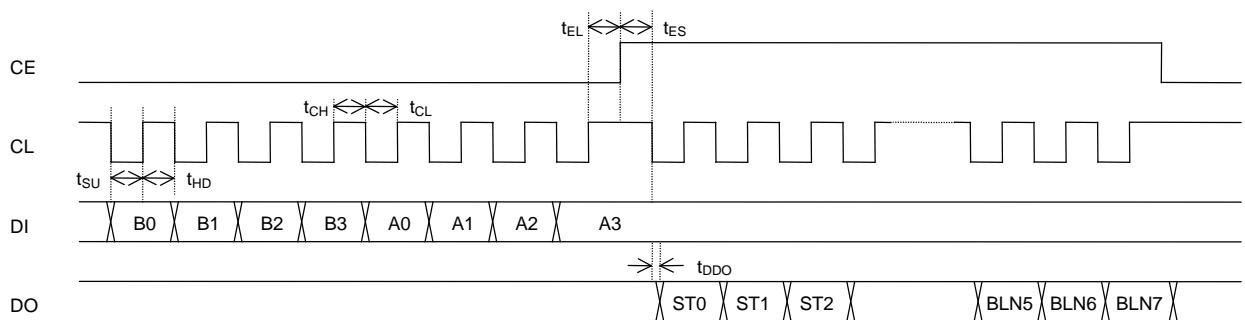 tEL tES
CE
tCH tCL
CL
tSU tHD
DI B0 B1 B2 B3 A0 A1 A2 A3
tDDO
DO ST0 ST1 ST2 BLN5 BLN6 BLN7